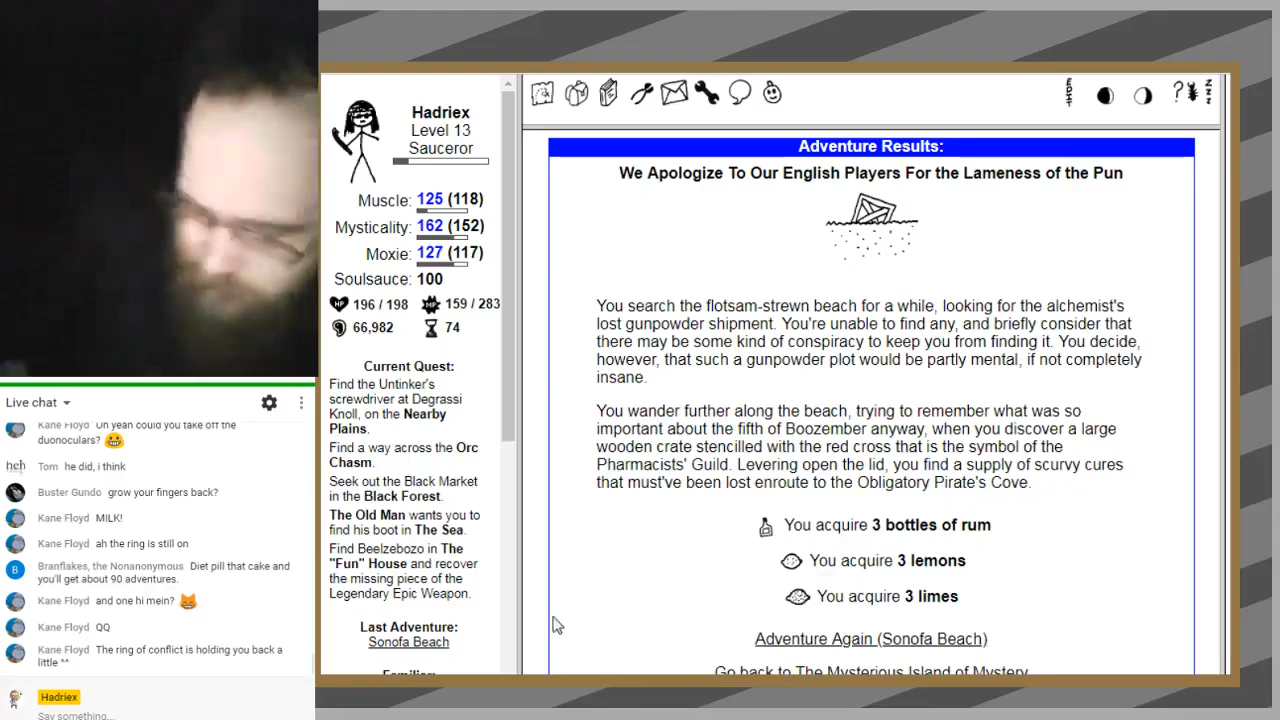 Hadriex
Level 13
Sauceror
Muscle: 125 (118)
Mysticality: 162 (152)
Moxie: 127 (117)
Soulsauce: 100
HP 196 / 198 MP 159 / 283
66,982 74
Current Quest:
Find the Untinker's
screwdriver at Degrassi
Knoll, on the Nearby
Plains.
Find a way across the Orc
Chasm.
Seek out the Black Market
in the Black Forest.
The Old Man wants you to
find his boot in The Sea.
Find Beelzebozo in The
"Fun" House and recover
the missing piece of the
Legendary Epic Weapon.
Last Adventure:
Sonofa Beach
EDIT
? Z Z Z
Adventure Results:
We Apologize To Our English Players For the Lameness of the Pun
You search the flotsam-strewn beach for a while, looking for the alchemist's
lost gunpowder shipment. You're unable to find any, and briefly consider that
there may be some kind of conspiracy to keep you from finding it. You decide,
however, that such a gunpowder plot would be partly mental, if not completely
insane.
You wander further along the beach, trying to remember what was so
important about the fifth of Boozember anyway, when you discover a large
wooden crate stencilled with the red cross that is the symbol of the
Pharmacists' Guild. Levering open the lid, you find a supply of scurvy cures
that must've been lost enroute to the Obligatory Pirate's Cove.
You acquire 3 bottles of rum
You acquire 3 lemons
You acquire 3 limes
Adventure Again (Sonofa Beach)
Go back to The Mysterious Island of Mystery
Live chat
Kane Floyd Oh yeah could you take off the
duonoculars?
heh Tom he did, i think
Buster Gundo grow your fingers back?
Kane Floyd MILK!
Kane Floyd ah the ring is still on
B Branflakes, the Nonanonymous Diet pill that cake and
you'll get about 90 adventures.
Kane Floyd and one hi mein?
Kane Floyd QQ
Kane Floyd The ring of conflict is holding you back a
little ^^
Hadriex
Say something...